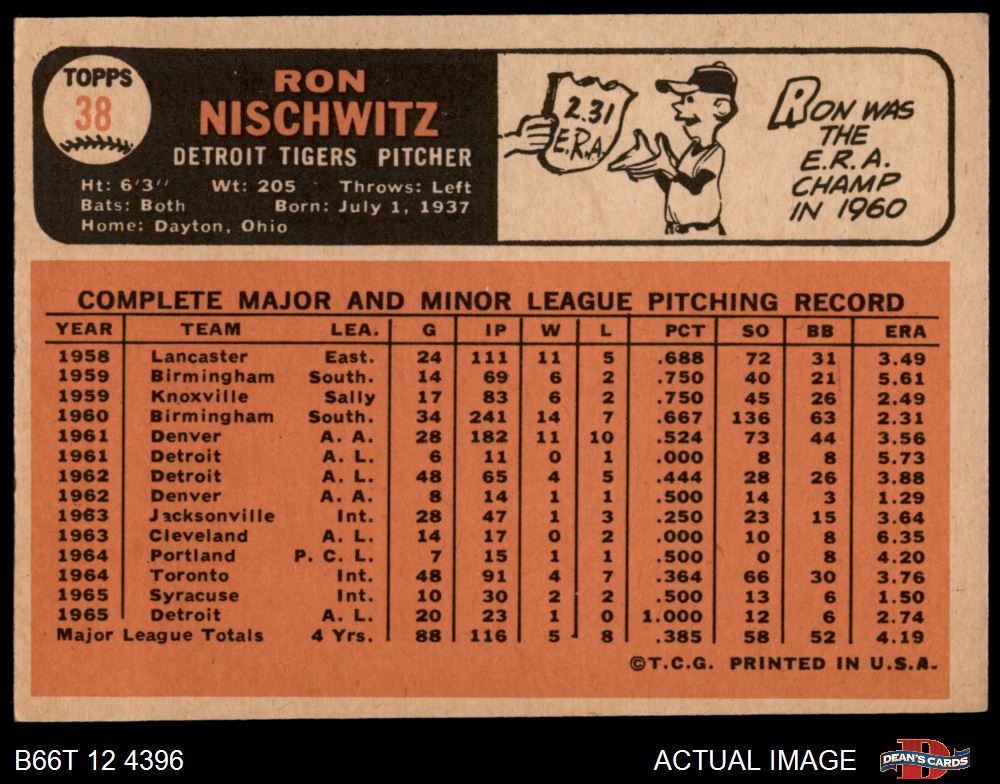 TOPPS
38
RON
NISCHWITZ
DETROIT TIGERS PITCHER
Ht: 6'3" Wt: 205 Throws: Left
Bats: Both Born: July 1, 1937
Home: Dayton, Ohio
2.31
E.R.A.
RON WAS
THE
E.R.A.
CHAMP
IN 1960
COMPLETE MAJOR AND MINOR LEAGUE PITCHING RECORD
YEAR TEAM LEA. G IP W L PCT SO BB ERA
1958 Lancaster East. 24 111 11 5 .688 72 31 3.49
1959 Birmingham South. 14 69 6 2 .750 40 21 5.61
1959 Knoxville Sally 17 83 6 2 .750 45 26 2.49
1960 Birmingham South. 34 241 14 7 .667 136 63 2.31
1961 Denver A. A. 28 182 11 10 .524 73 44 3.56
1961 Detroit A. L. 6 11 0 1 .000 8 8 5.73
1962 Detroit A. L. 48 65 4 5 .444 28 26 3.88
1962 Denver A. A. 8 14 1 1 .500 14 3 1.29
1963 Jacksonville Int. 28 47 1 3 .250 23 15 3.64
1963 Cleveland A. L. 14 17 0 2 .000 10 8 6.35
1964 Portland P. C. L. 7 15 1 1 .500 0 8 4.20
1964 Toronto Int. 48 91 4 7 .364 66 30 3.76
1965 Syracuse Int. 10 30 2 2 .500 13 6 1.50
1965 Detroit A. L. 20 23 1 0 1.000 12 6 2.74
Major League Totals 4 Yrs. 88 116 5 8 .385 58 52 4.19
©T.C.G. PRINTED IN U.S.A.
B66T 12 4396
ACTUAL IMAGE
DEAN'S CARDS